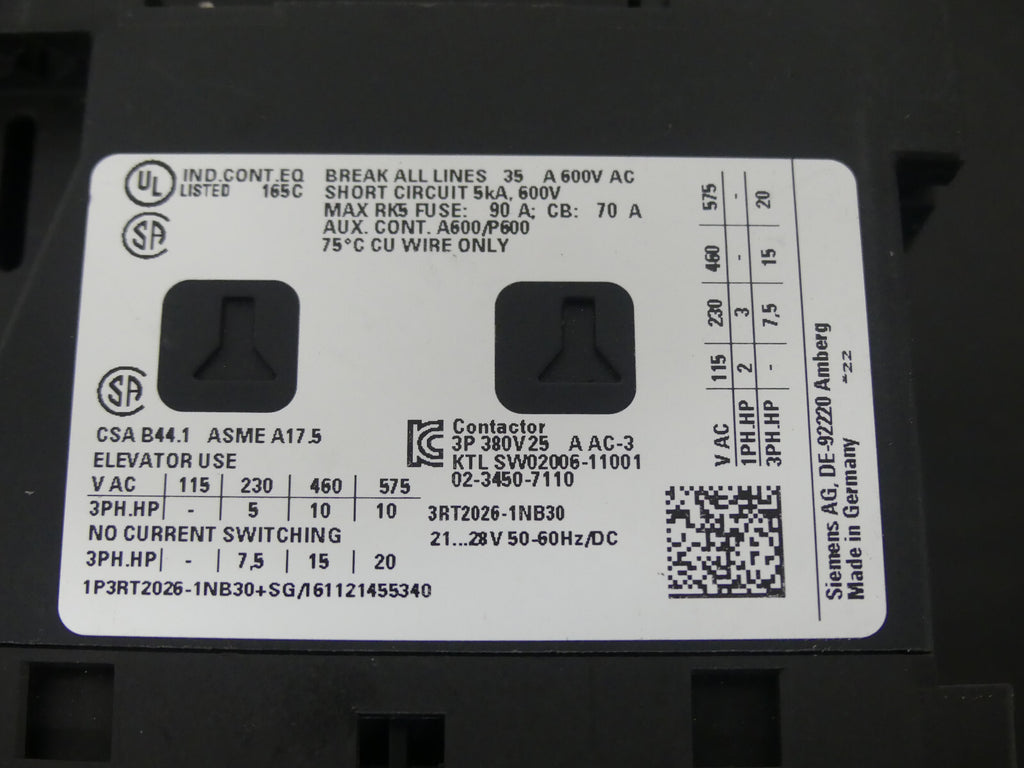 UL IND.CONT.EQ
LISTED 165C
SA
BREAK ALL LINES 35 A 600V AC
SHORT CIRCUIT 5kA, 600V
MAX RK5 FUSE: 90 A; CB: 70 A
AUX. CONT. A600/P600
75°C CU WIRE ONLY
SA
CSA B44.1 ASME A17.5
ELEVATOR USE
V AC | 115 | 230 | 460 | 575
3PH.HP | - | 5 | 10 | 10
NO CURRENT SWITCHING
3PH.HP | - | 7,5 | 15 | 20
1P3RT2026-1NB30+SG/161121455340
Contactor
3P 380V 25 A AC-3
KTL SW02006-11001
02-3450-7110
3RT2026-1NB30
21...28V 50-60Hz/DC
V AC | 115 | 230 | 460 | 575
1PH.HP | 2 | 3 | - | -
3PH.HP | - | 7,5 | 15 | 20
Siemens AG, DE-92220 Amberg
Made in Germany *22